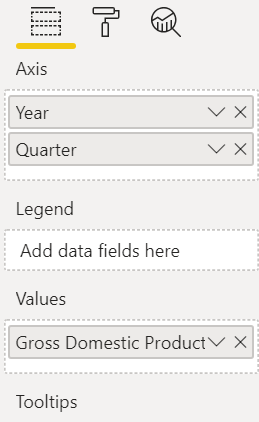 Axis
Year
Quarter
Legend
Add data fields here
Values
Gross Domestic Product
Tooltips